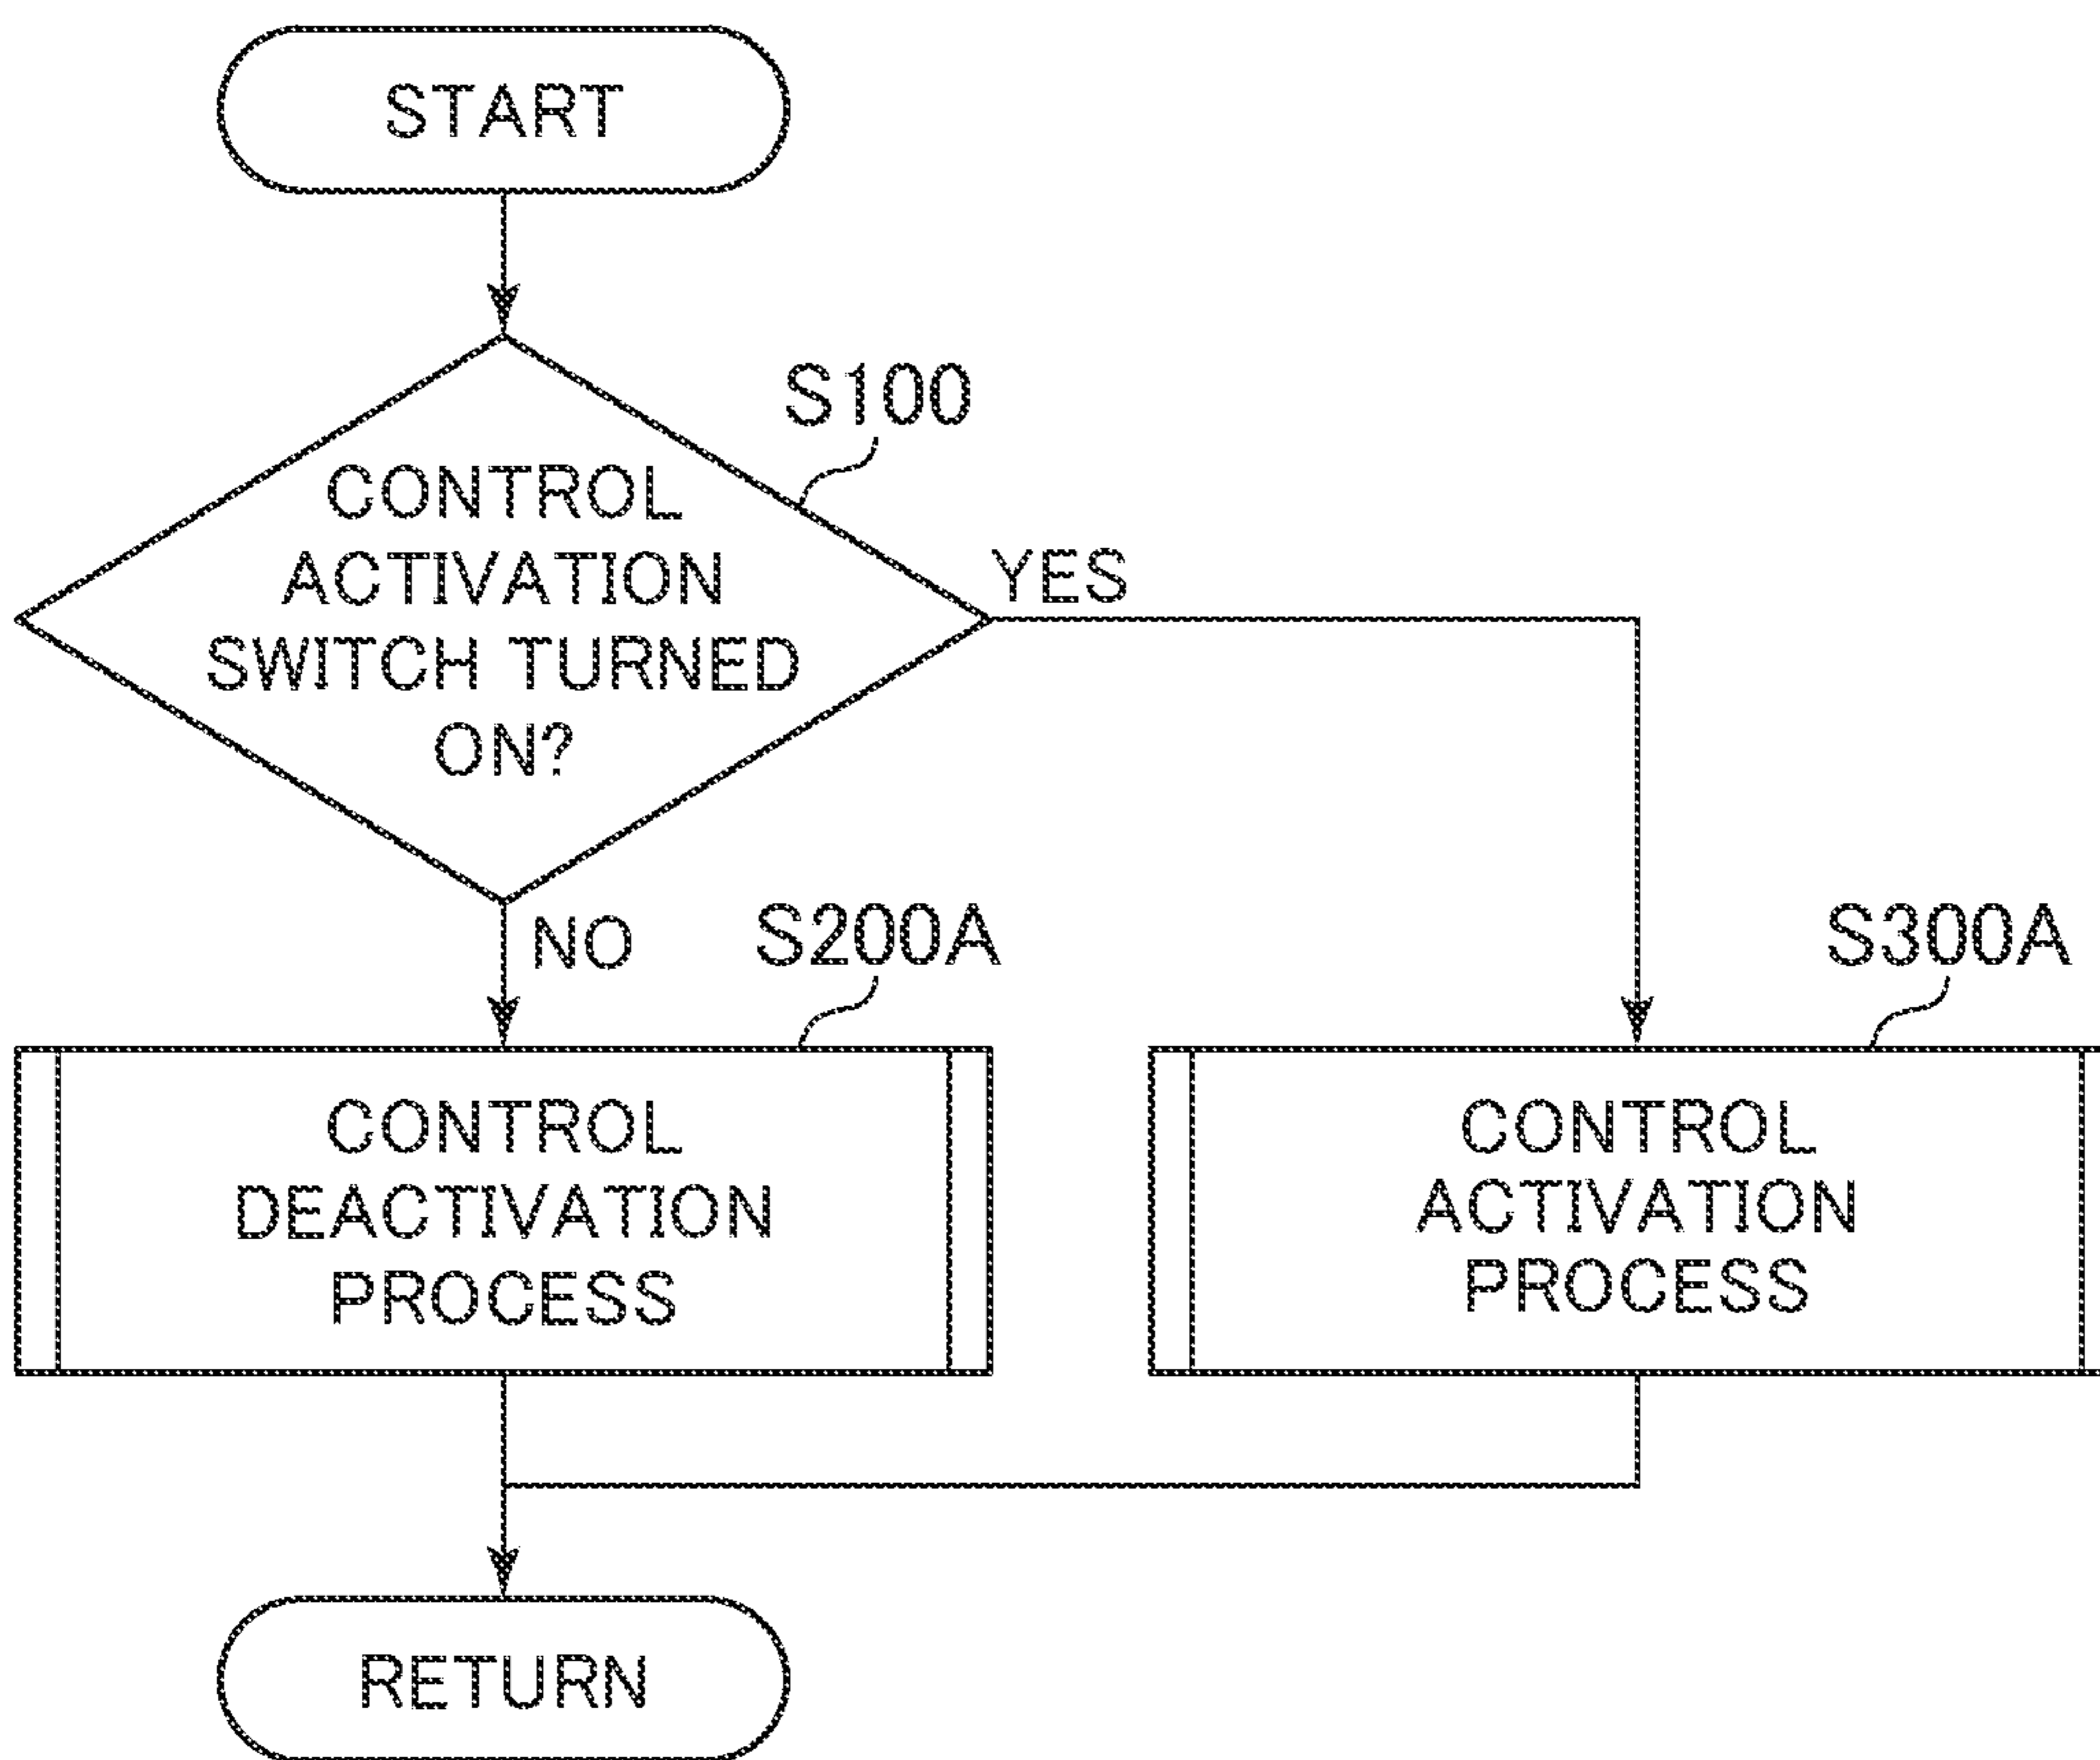 START
S100
CONTROL
ACTIVATION
SWITCH TURNED
ON?
YES
NO
S200A
S300A
CONTROL
DEACTIVATION
PROCESS
CONTROL
ACTIVATION
PROCESS
RETURN